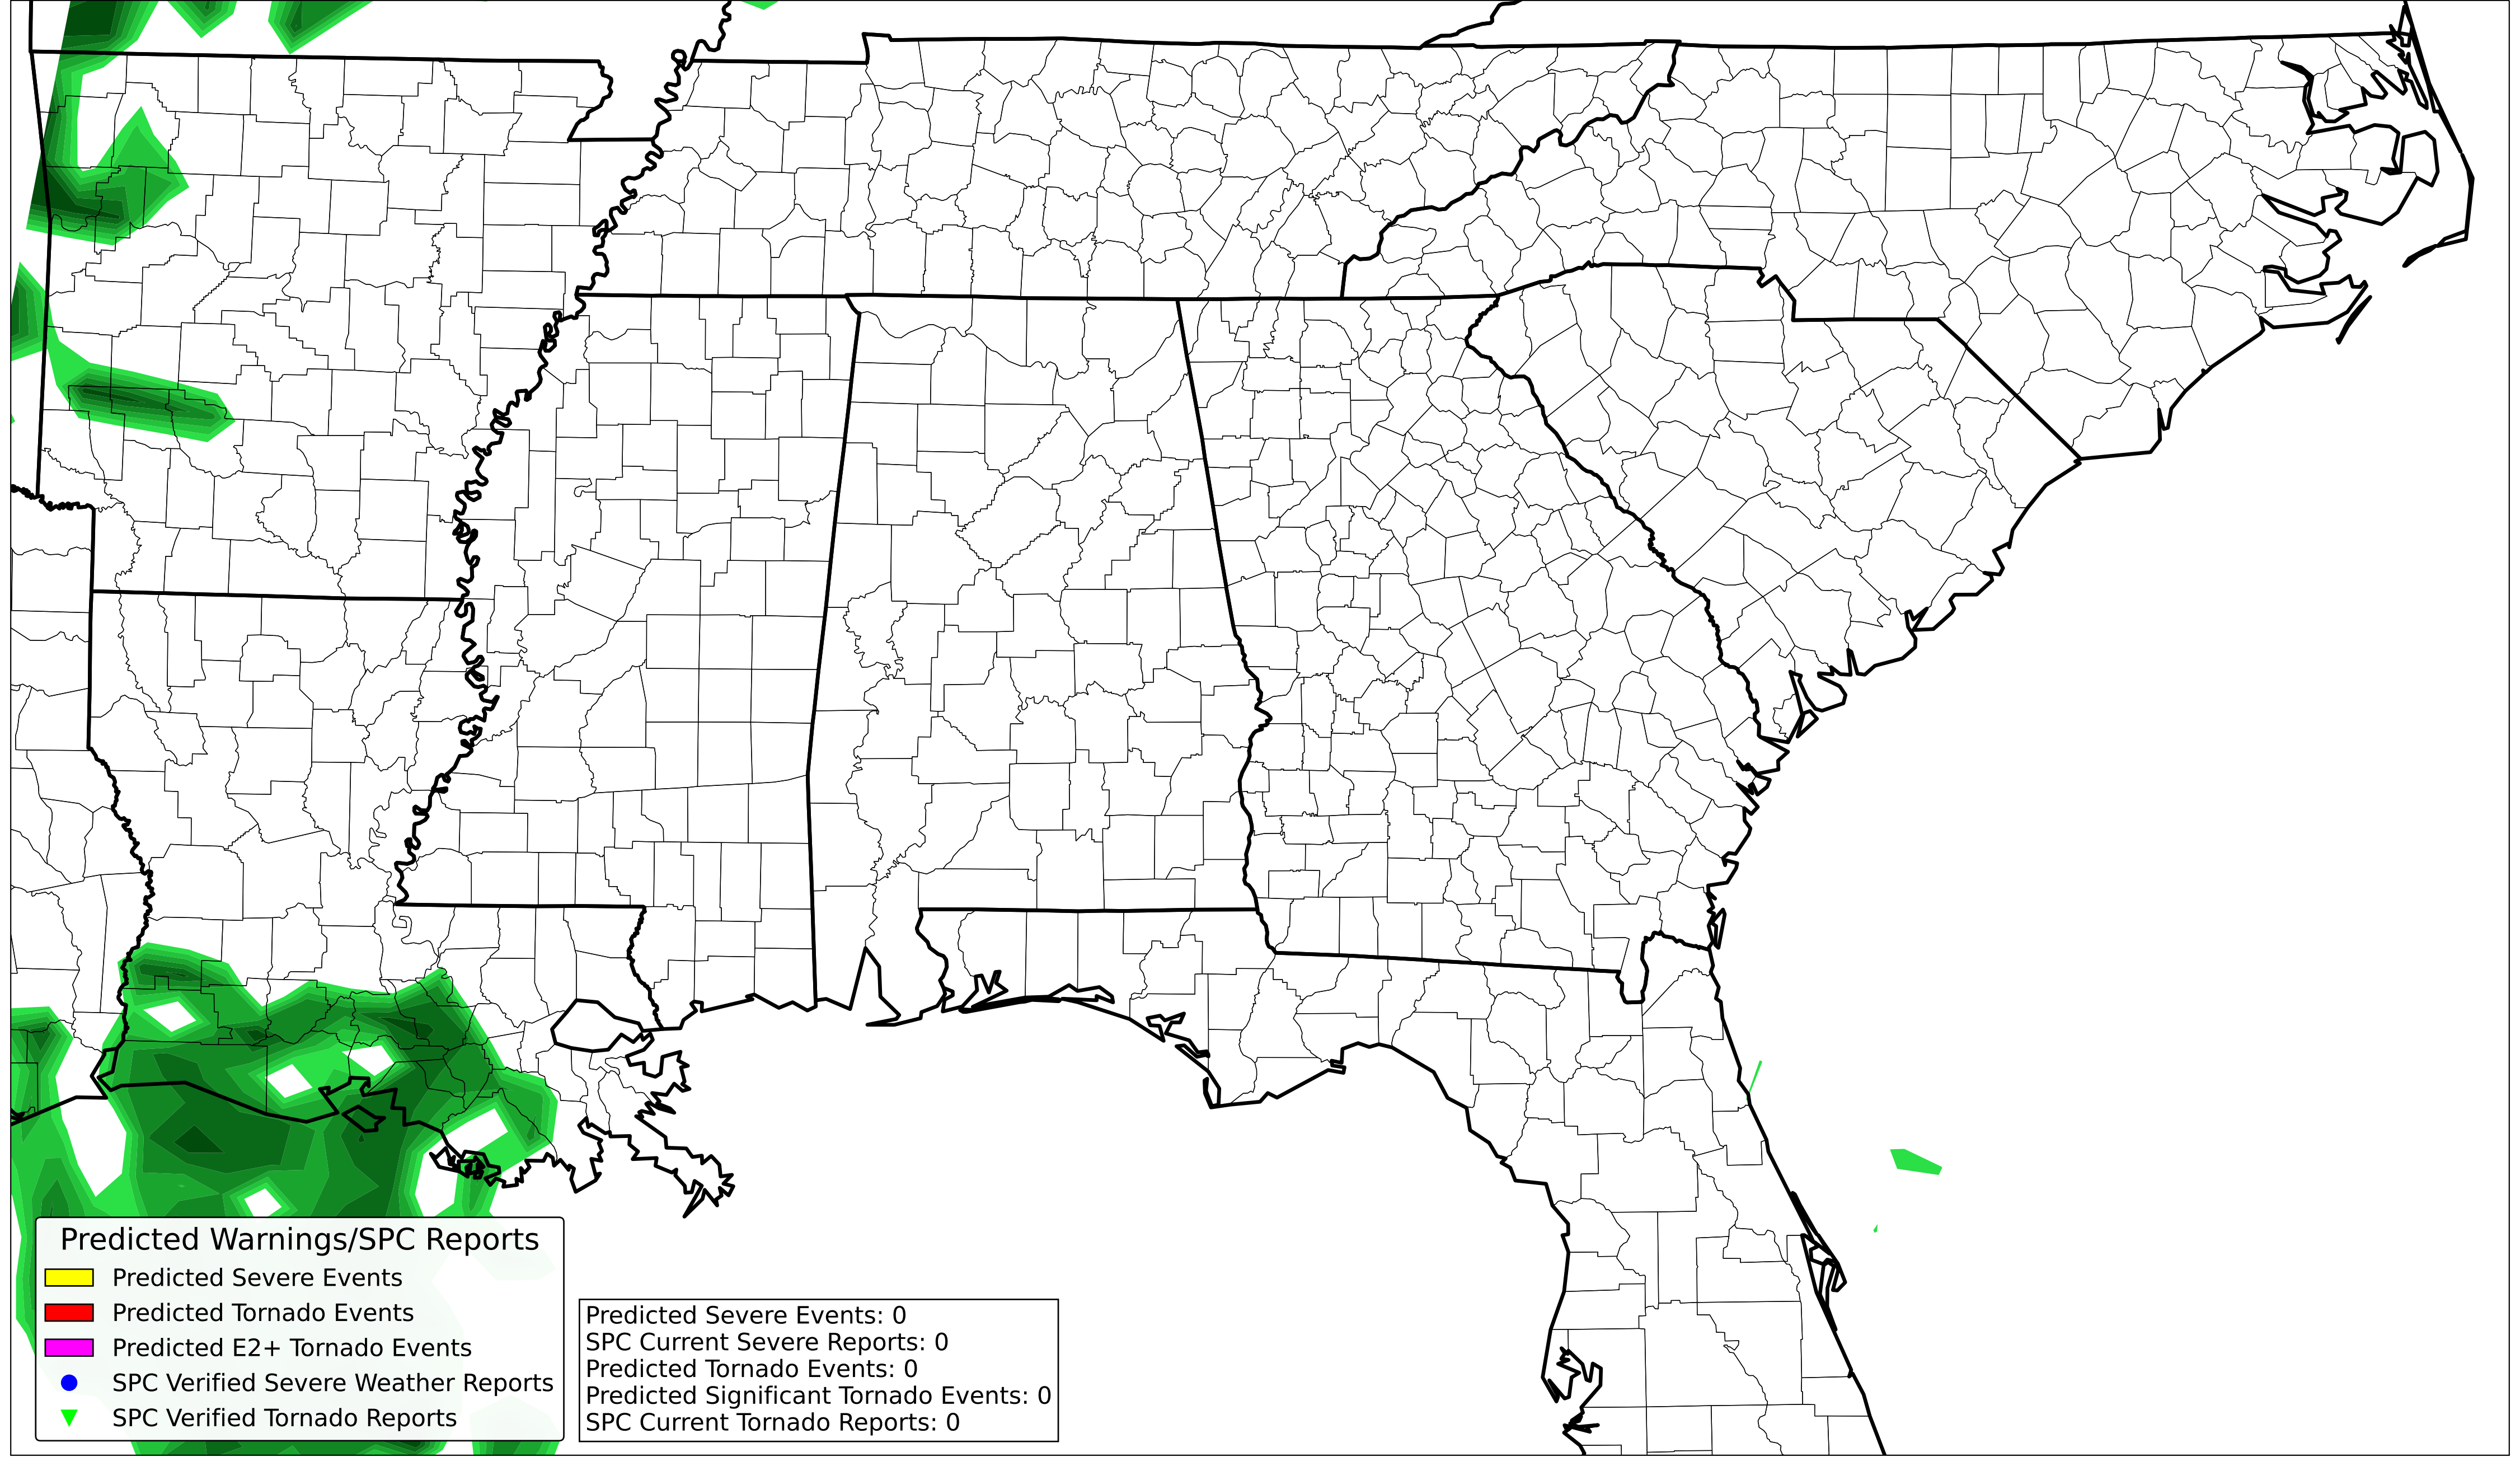 Predicted Warnings/SPC Reports
Predicted Severe Events
Predicted Tornado Events
Predicted E2+ Tornado Events
SPC Verified Severe Weather Reports
SPC Verified Tornado Reports
Predicted Severe Events: 0
SPC Current Severe Reports: 0
Predicted Tornado Events: 0
Predicted Significant Tornado Events: 0
SPC Current Tornado Reports: 0